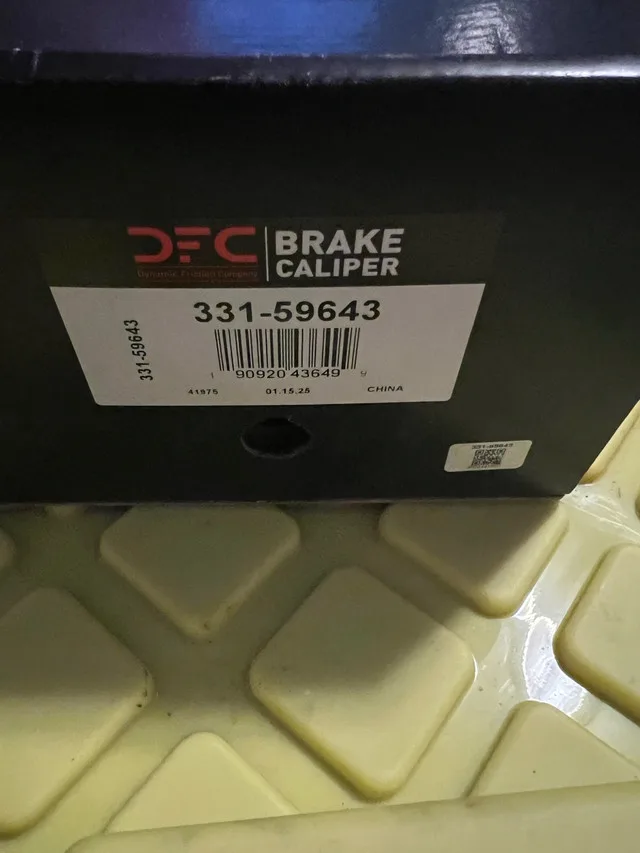 DFC BRAKE
CALIPER
Dynamic Friction Company
331-59643
331-59643
1 90920 43649 9
41975 01.15.25 CHINA
331-59643